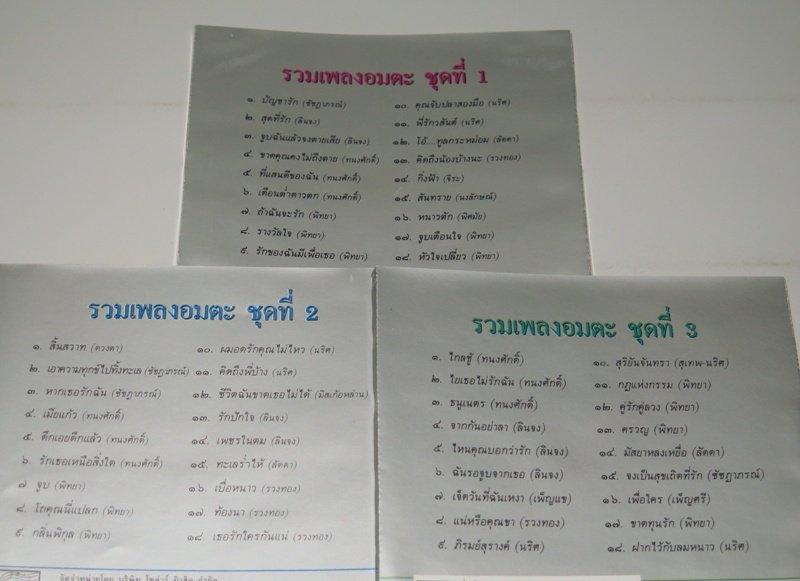 รวมเพลงอมตะ ชุดที่ 1
๑. บัญชารัก (ชัชฎาภรณ์)
๒. สุดที่รัก (ลินจง)
๓. จูบฉันแล้วจงตายเสีย (ลินจง)
๔. ขาดคุณคงไม่ถึงตาย (ทนงศักดิ์)
๕. ที่แสนดีของฉัน (ทนงศักดิ์)
๖. เดือนต่ำดาวตก (ทนงศักดิ์)
๗. ถ้าฉันจะรัก (พิทยา)
๘. รางวัลใจ (พิทยา)
๙. รักของฉันมีเพื่อเธอ (พิทยา)
๑๐. คุณจับปลาสองมือ (นริศ)
๑๑. พี่รักวสันต์ (นริศ)
๑๒. โอ้....ทูลกระหม่อม (ลัดดา)
๑๓. คิดถึงน้องบ้างนะ (รวงทอง)
๑๔. กิ่งฟ้า (จิระ)
๑๕. สันทราย (นงลักษณ์)
๑๖. หนาวตัก (พิศมัย)
๑๗. จูบเตือนใจ (พิทยา)
๑๘. หัวใจเปลี่ยว (พิทยา)
รวมเพลงอมตะ ชุดที่ 2
๑. สิ้นสวาท (ดวงตา)
๒. เอาความทุกข์ไปทิ้งทะเล (ชัชฎาภรณ์)
๓. หากเธอรักฉัน (ชัชฎาภรณ์)
๔. เมียแก้ว (ทนงศักดิ์)
๕. ดึกเอยดึกแล้ว (ทนงศักดิ์)
๖. รักเธอเหนือสิ่งใด (ทนงศักดิ์)
๗. จูบ (พิทยา)
๘. โถคุณนี่แปลก (พิทยา)
๙. กลิ่นพิกุล (พิทยา)
๑๐. ผมอดรักคุณไม่ไหว (นริศ)
๑๑. คิดถึงพี่บ้าง (นริศ)
๑๒. ชีวิตฉันขาดเธอไม่ได้ (มีสเก้อหล่าน)
๑๓. รักปักใจ (ลินจง)
๑๔. เพชรในตม (ลินจง)
๑๕. ทะเลร่ำไห้ (ลัดดา)
๑๖. เบื่อหนาว (รวงทอง)
๑๗. ท้องนา (รวงทอง)
๑๘. เธอรักใครกันแน่ (รวงทอง)
รวมเพลงอมตะ ชุดที่ 3
๑. ไกลชู้ (ทนงศักดิ์)
๒. ไยเธอไม่รักฉัน (ทนงศักดิ์)
๓. ธนูเนตร (ทนงศักดิ์)
๔. จากกันอย่าลา (ลินจง)
๕. ไหนคุณบอกว่ารัก (ลินจง)
๖. ฉันรอจูบจากเธอ (ลินจง)
๗. เจ็ดวันที่ฉันเหงา (เพ็ญแข)
๘. แน่หรือคุณขา (รวงทอง)
๙. ภิรมย์สุรางค์ (นริศ)
๑๐. สุริยันจันทรา (สุเทพ-นริศ)
๑๑. กฎแห่งกรรม (พิทยา)
๑๒. คู่รักคู่ลวง (พิทยา)
๑๓. ครวญ (พิทยา)
๑๔. มัสยาหลงเหยื่อ (ลัดดา)
๑๕. จงเป็นสุขเถิดที่รัก (ชัชฎาภรณ์)
๑๖. เพื่อใคร (เพ็ญศรี)
๑๗. ขาดทุนรัก (พิทยา)
๑๘. ฝากไว้กับลมหนาว (นริศ)